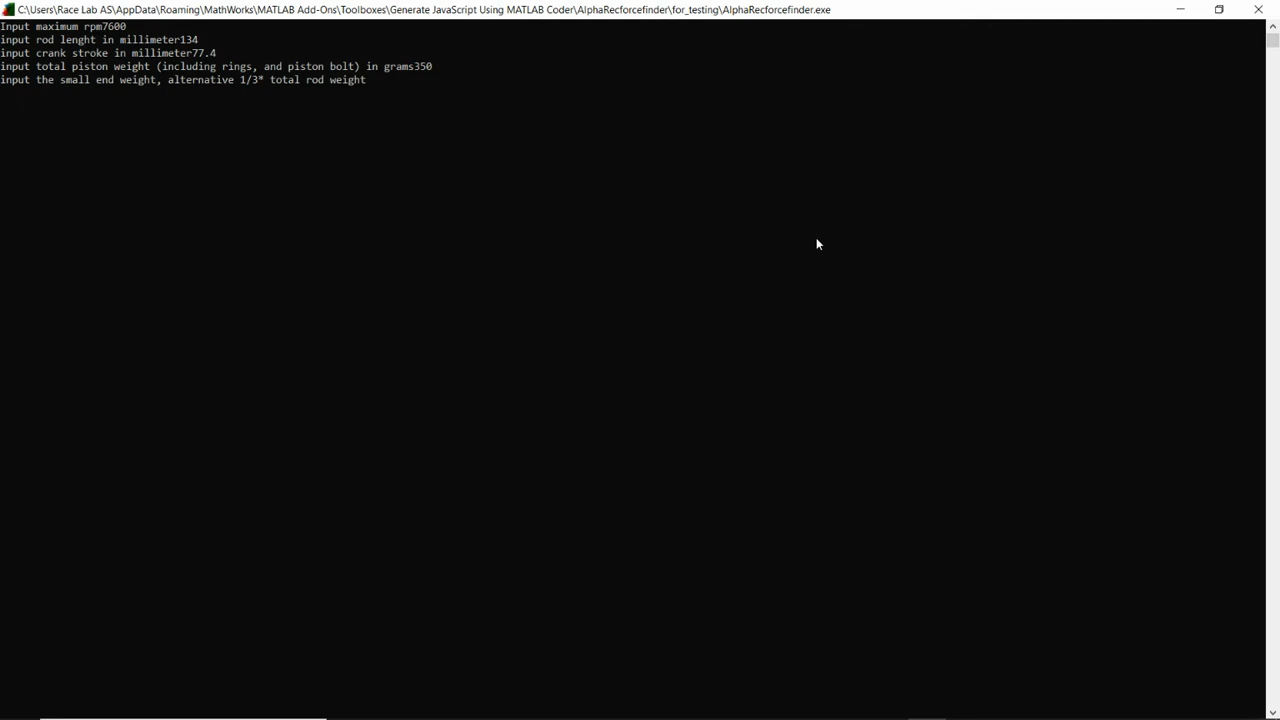 C:\Users\Race Lab AS\AppData\Roaming\MathWorks\MATLAB Add-Ons\Toolboxes\Generate JavaScript Using MATLAB Coder\AlphaRecforcefinder\for_testing\AlphaRecforcefinder.exe
Input maximum rpm7600
input rod lenght in millimeter134
input crank stroke in millimeter77.4
input total piston weight (including rings, and piston bolt) in grams350
input the small end weight, alternative 1/3* total rod weight